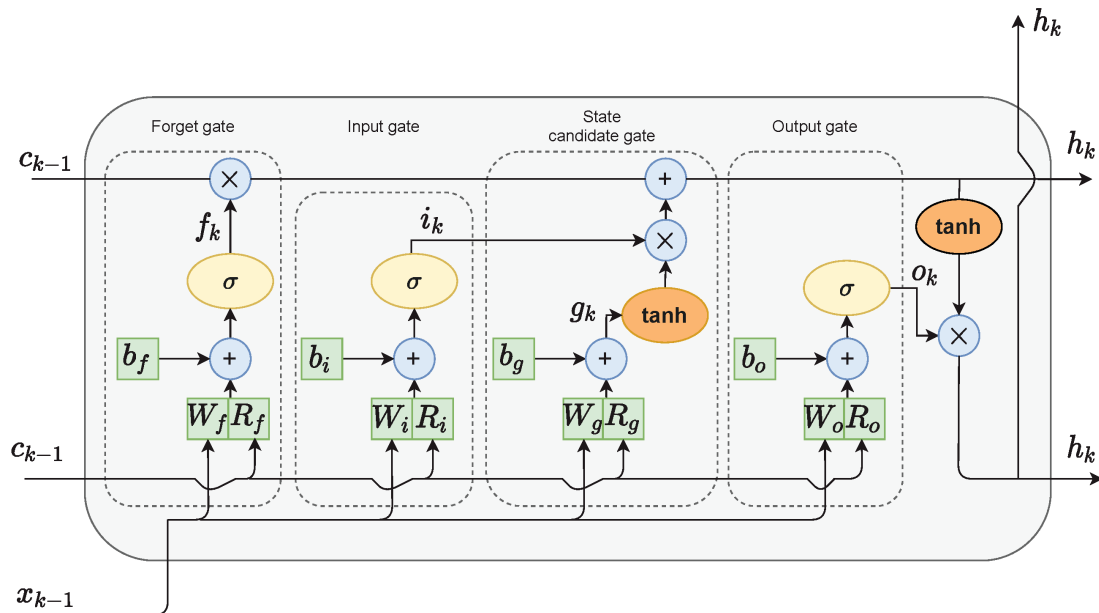 h_k
Forget gate
Input gate
State
candidate gate
Output gate
c_{k-1}
×
+
h_k
f_k
i_k
×
tanh
σ
σ
g_k
tanh
σ
o_k
×
b_f
+
b_i
+
b_g
+
b_o
+
W_f R_f
W_i R_i
W_g R_g
W_o R_o
c_{k-1}
h_k
x_{k-1}